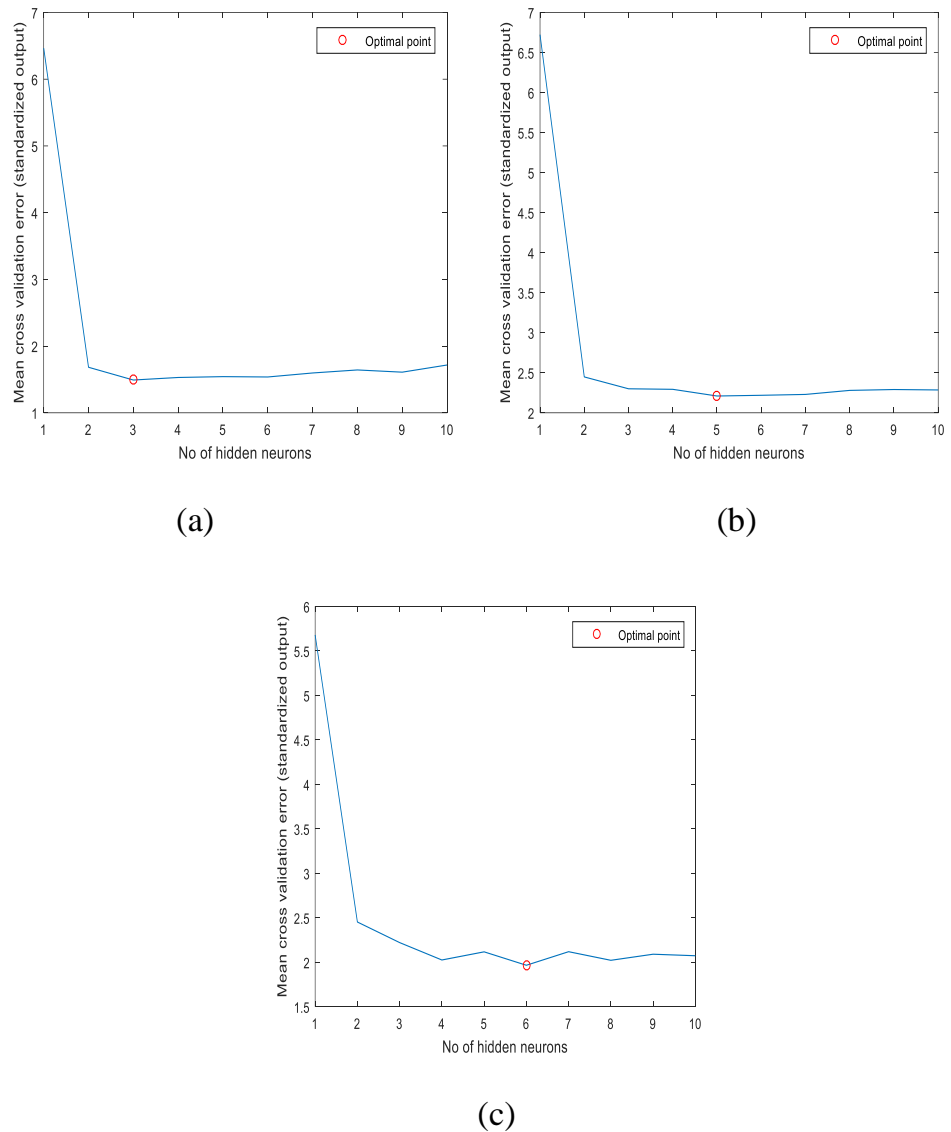 Mean cross validation error (standardized output)
7
6
5
4
3
2
1
Optimal point
1 2 3 4 5 6 7 8 9 10
No of hidden neurons
(a)
Mean cross validation error (standardized output)
7
6.5
6
5.5
5
4.5
4
3.5
3
2.5
2
Optimal point
1 2 3 4 5 6 7 8 9 10
No of hidden neurons
(b)
Mean cross validation error (standardized output)
6
5.5
5
4.5
4
3.5
3
2.5
2
1.5
Optimal point
1 2 3 4 5 6 7 8 9 10
No of hidden neurons
(c)